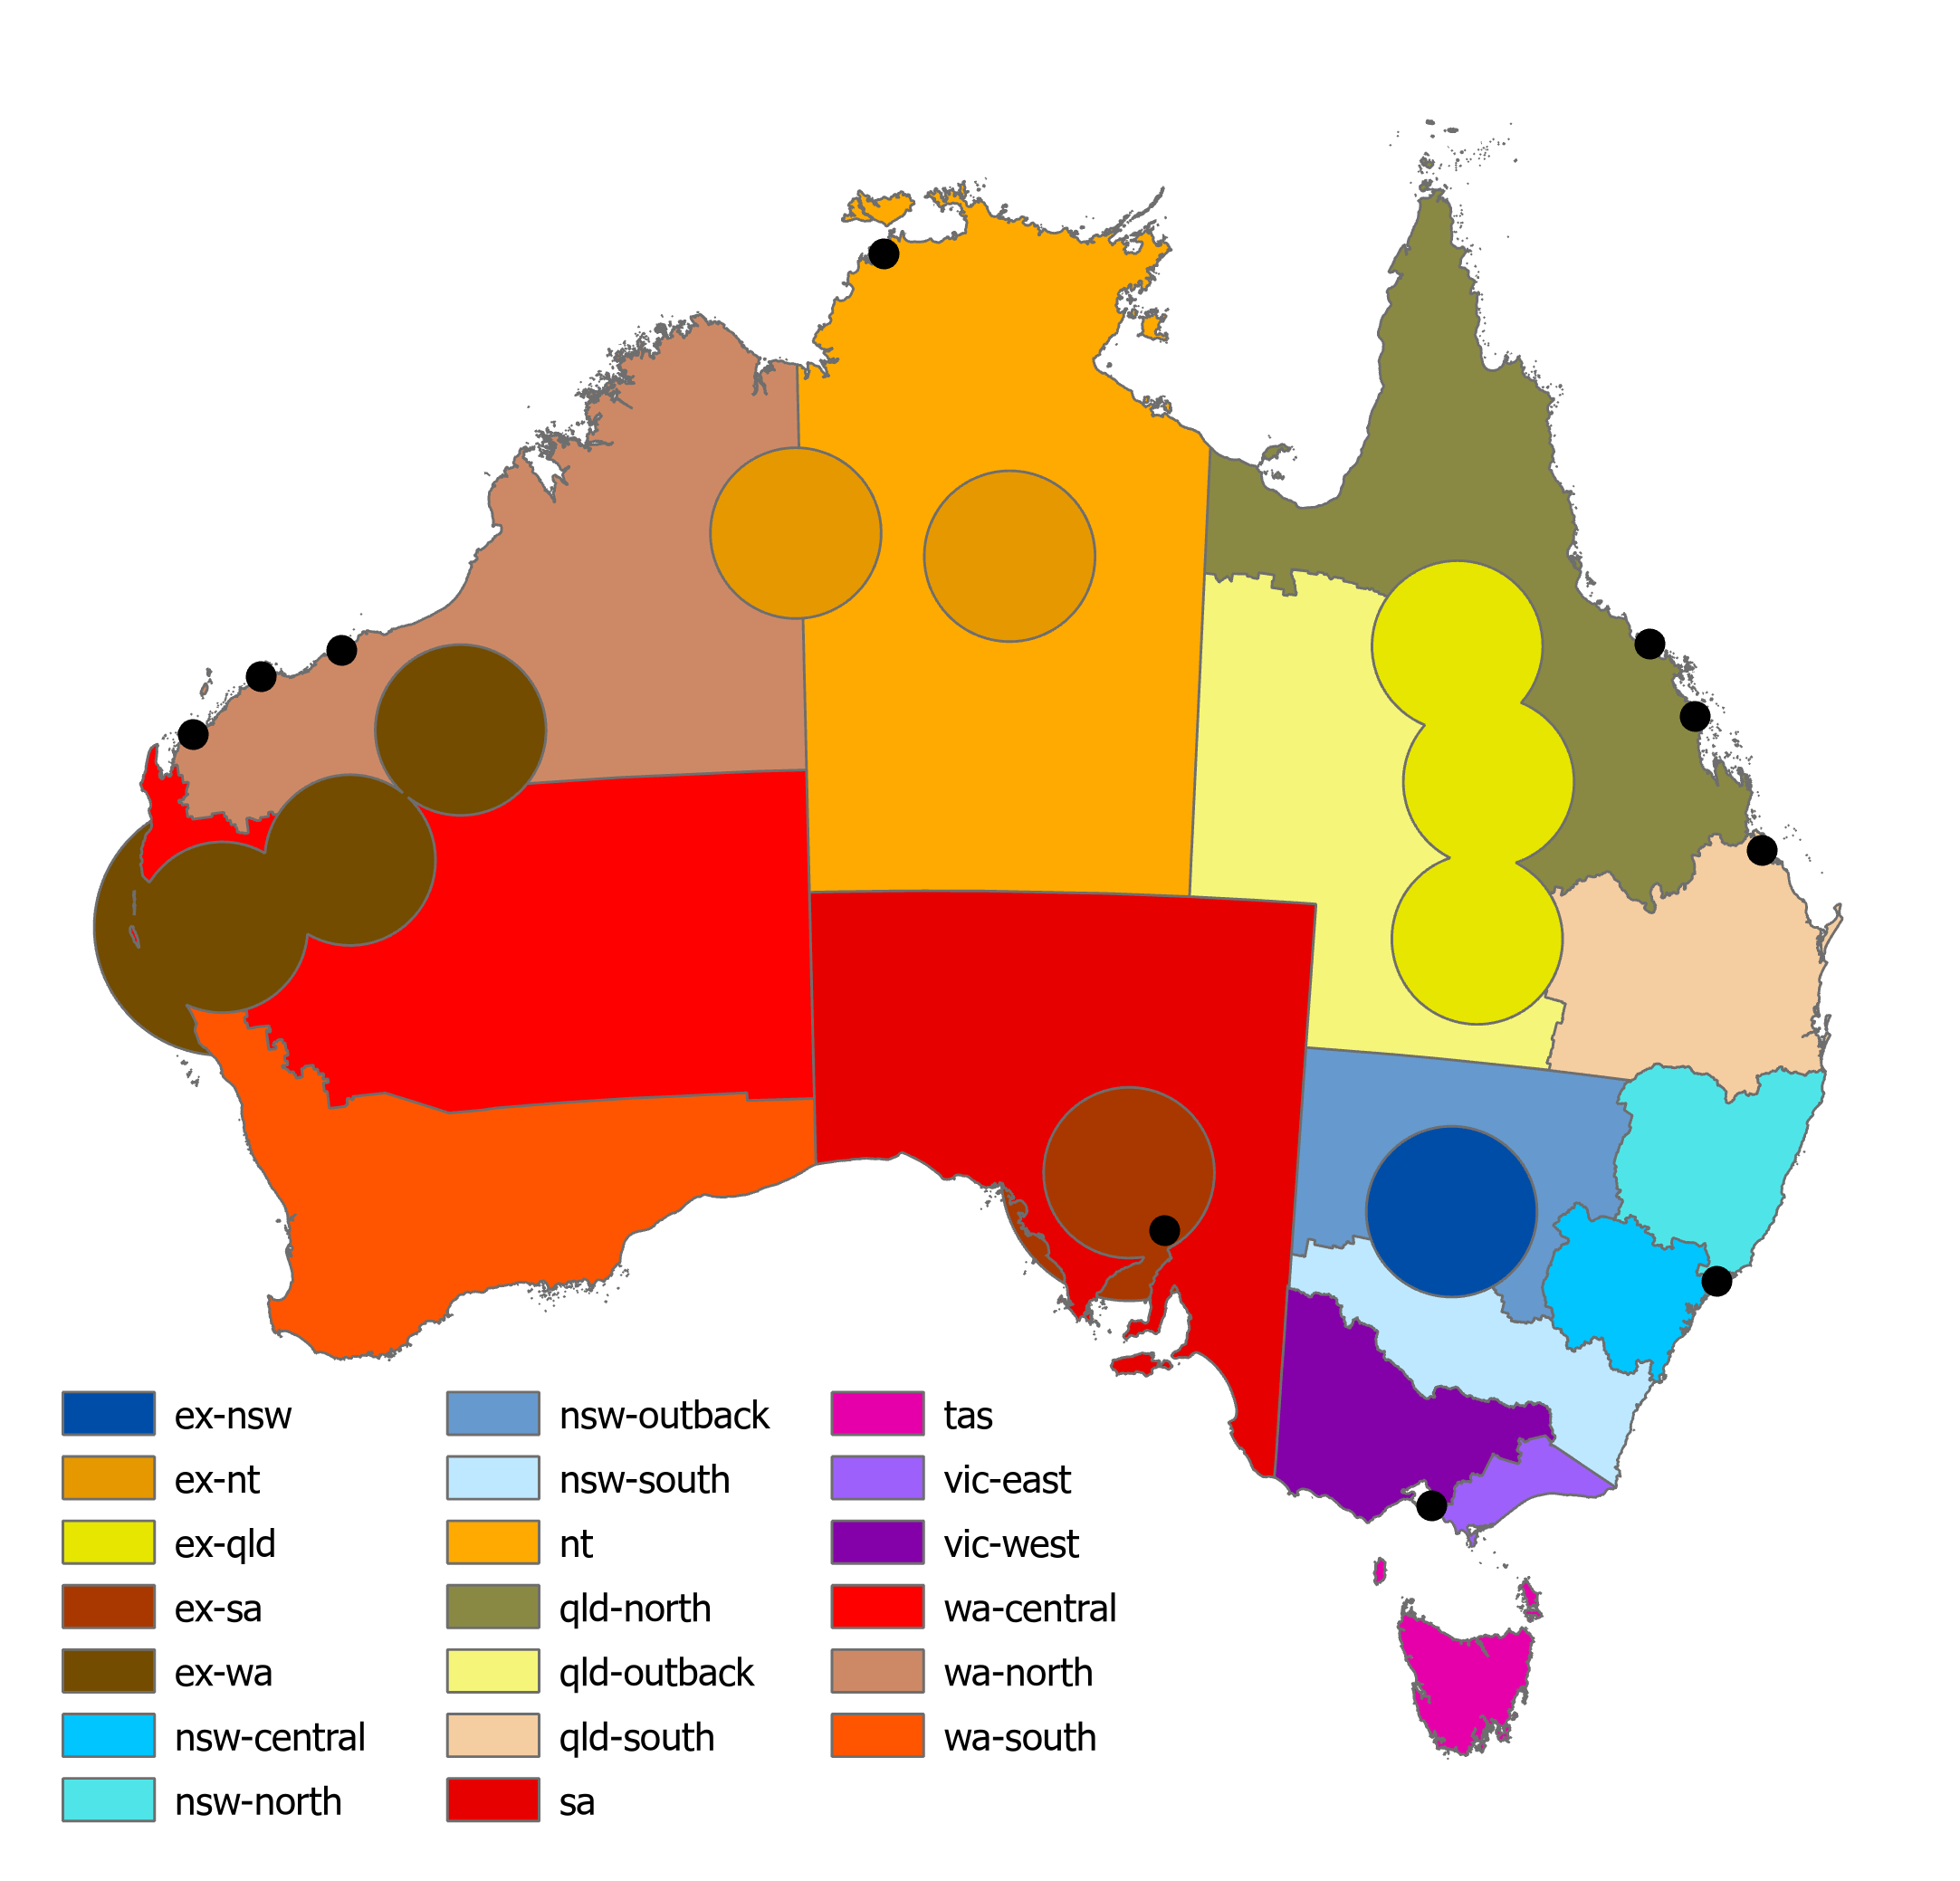 ex-nsw
ex-nt
ex-qld
ex-sa
ex-wa
nsw-central
nsw-north
nsw-outback
nsw-south
nt
qld-north
qld-outback
qld-south
sa
tas
vic-east
vic-west
wa-central
wa-north
wa-south